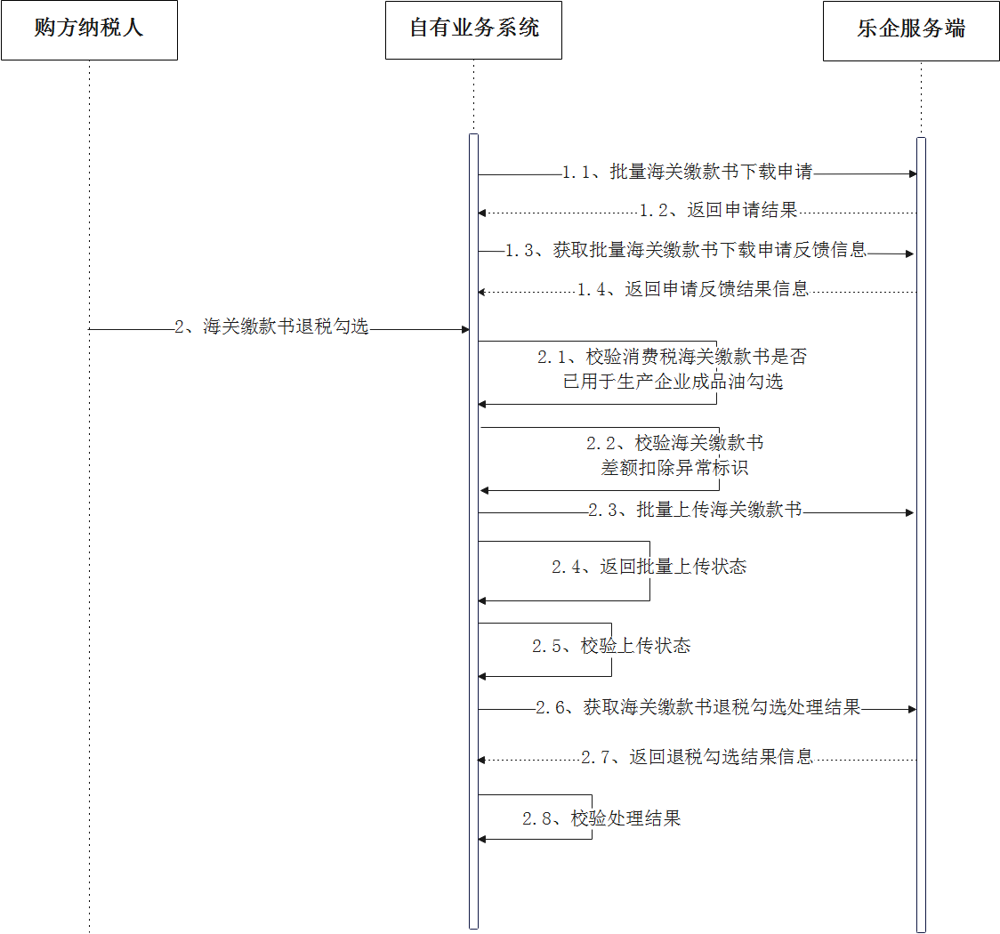 购方纳税人
自有业务系统
乐企服务端
1.1、批量海关缴款书下载申请
1.2、返回申请结果
1.3、获取批量海关缴款书下载申请反馈信息
1.4、返回申请反馈结果信息
2、海关缴款书退税勾选
2.1、校验消费税海关缴款书是否
已用于生产企业成品油勾选
2.2、校验海关缴款书
差额扣除异常标识
2.3、批量上传海关缴款书
2.4、返回批量上传状态
2.5、校验上传状态
2.6、获取海关缴款书退税勾选处理结果
2.7、返回退税勾选结果信息
2.8、校验处理结果